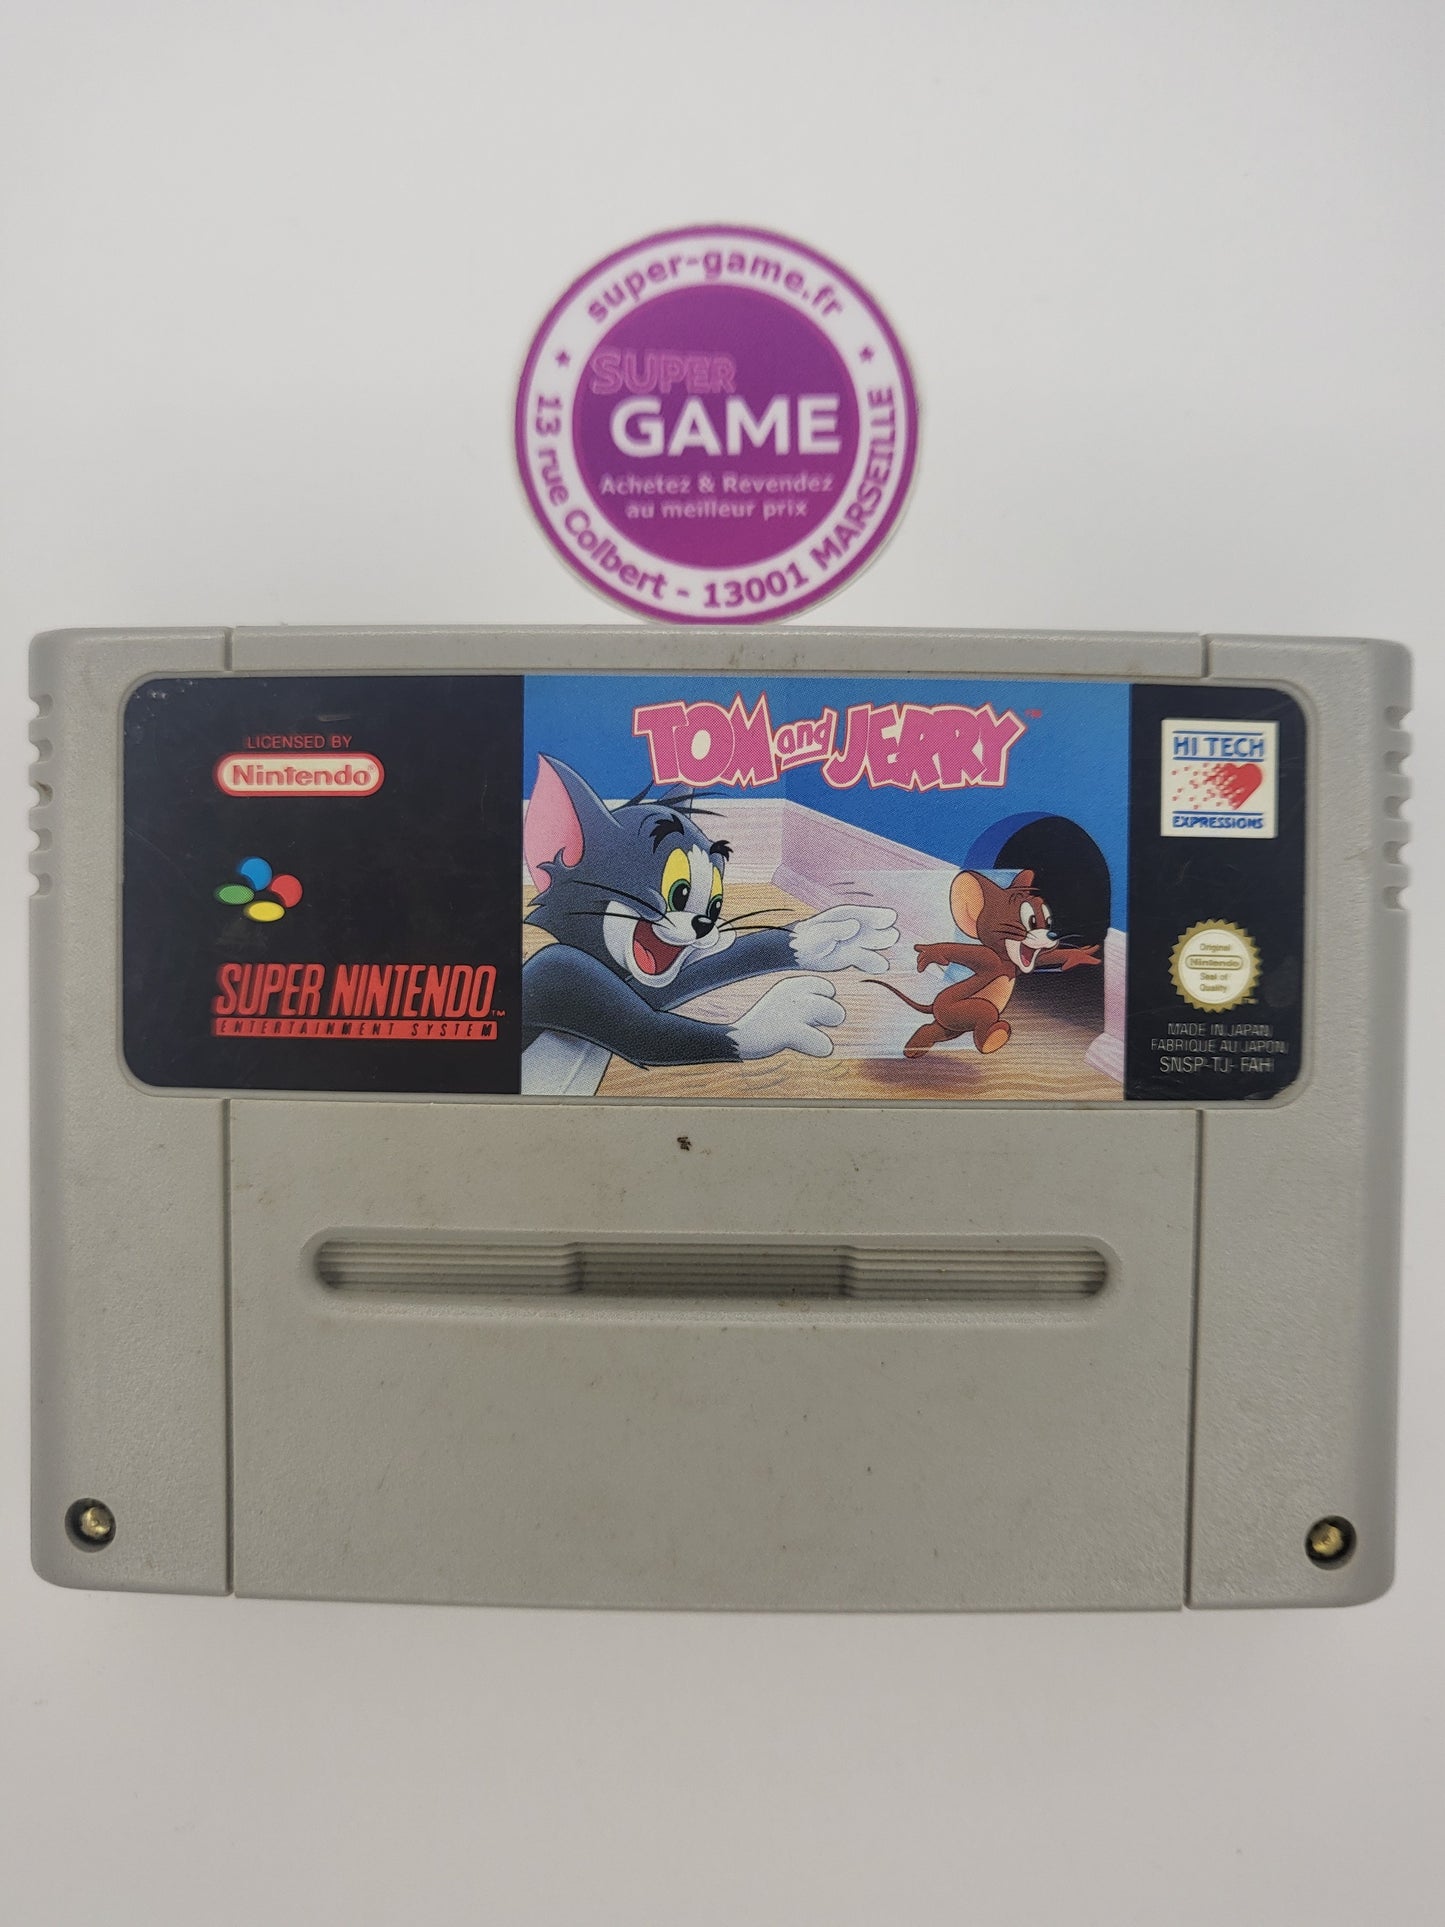 super-game.fr
SUPER
GAME
Achetez & Revendez
au meilleur prix
13 rue Colbert - 13001 MARSEILLE
LICENSED BY
Nintendo®
SUPER NINTENDO™
ENTERTAINMENT SYSTEM
TOM and JERRY™
HI TECH
EXPRESSIONS
Original
Nintendo
Seal of
Quality
MADE IN JAPAN
FABRIQUE AU JAPON
SNSP-TJ-FAH